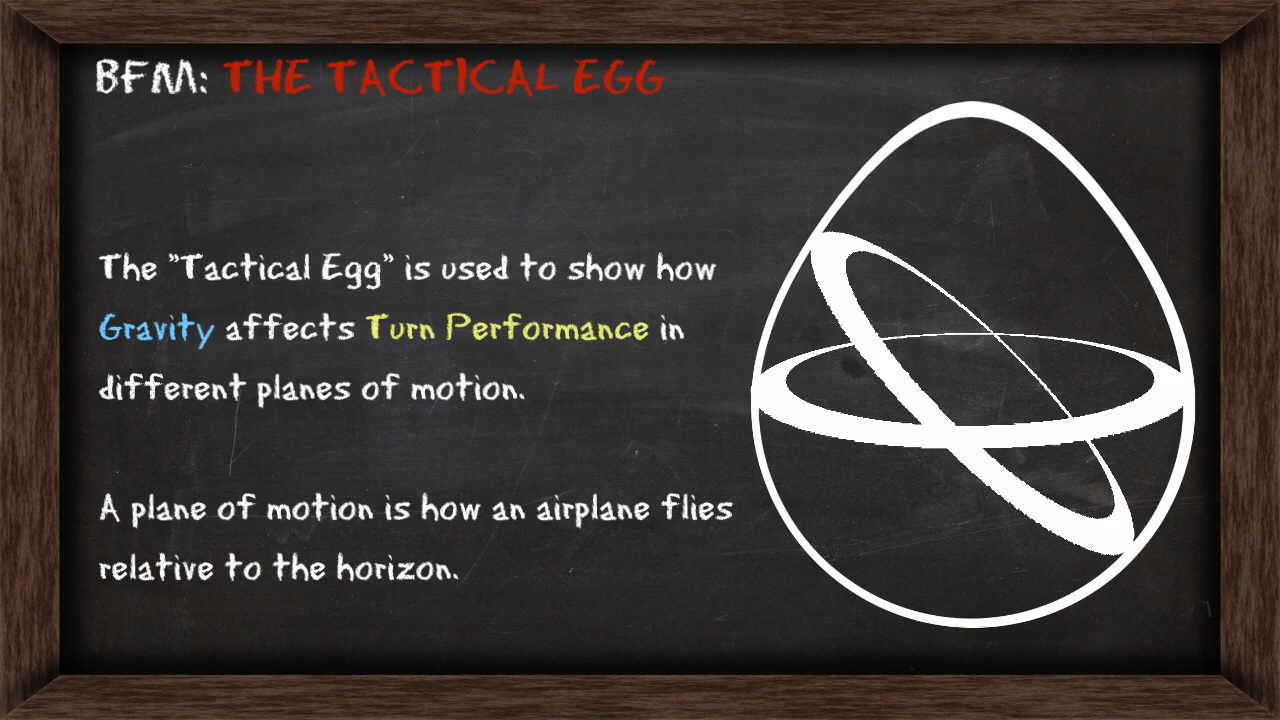 BFM: THE TACTICAL EGG
The "Tactical Egg" is used to show how
Gravity affects Turn Performance in
different planes of motion.
A plane of motion is how an airplane flies
relative to the horizon.